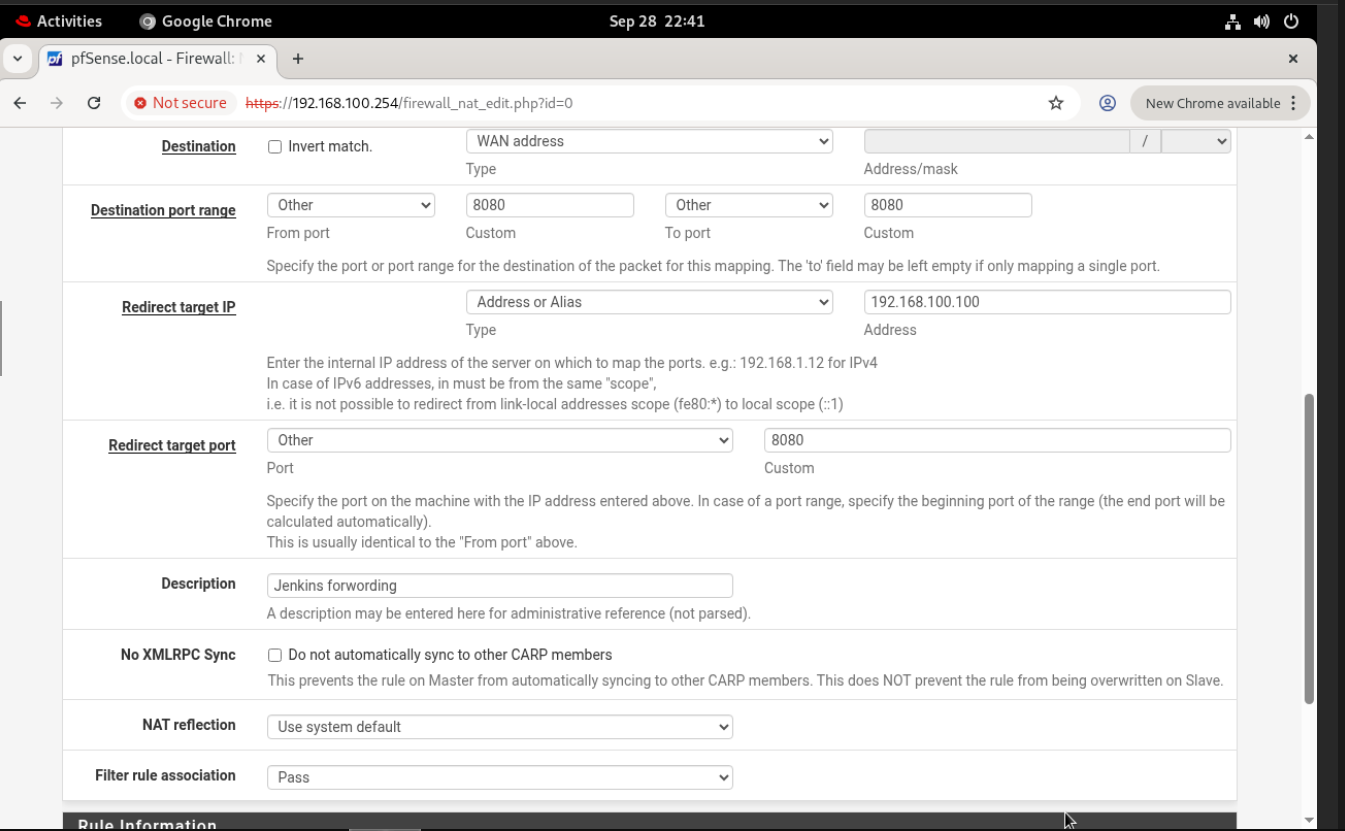 Activities
Google Chrome
Sep 28 22:41
pfSense.local - Firewall:
Not secure
https://192.168.100.254/firewall_nat_edit.php?id=0
New Chrome available
Destination
Invert match.
WAN address
/
Type
Address/mask
Destination port range
Other
8080
Other
8080
From port
Custom
To port
Custom
Specify the port or port range for the destination of the packet for this mapping. The 'to' field may be left empty if only mapping a single port.
Redirect target IP
Address or Alias
192.168.100.100
Type
Address
Enter the internal IP address of the server on which to map the ports. e.g.: 192.168.1.12 for IPv4
In case of IPv6 addresses, in must be from the same "scope",
i.e. it is not possible to redirect from link-local addresses scope (fe80:*) to local scope (::1)
Redirect target port
Other
8080
Port
Custom
Specify the port on the machine with the IP address entered above. In case of a port range, specify the beginning port of the range (the end port will be
calculated automatically).
This is usually identical to the "From port" above.
Description
Jenkins forwording
A description may be entered here for administrative reference (not parsed).
No XMLRPC Sync
Do not automatically sync to other CARP members
This prevents the rule on Master from automatically syncing to other CARP members. This does NOT prevent the rule from being overwritten on Slave.
NAT reflection
Use system default
Filter rule association
Pass
Rule Information